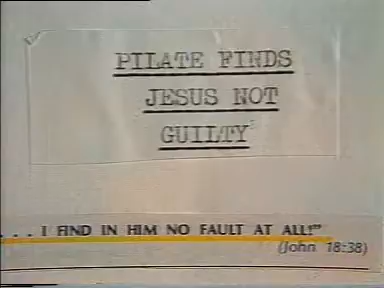 PILATE FINDS
JESUS NOT
GUILTY
. . . I FIND IN HIM NO FAULT AT ALL!”
(John 18:38)